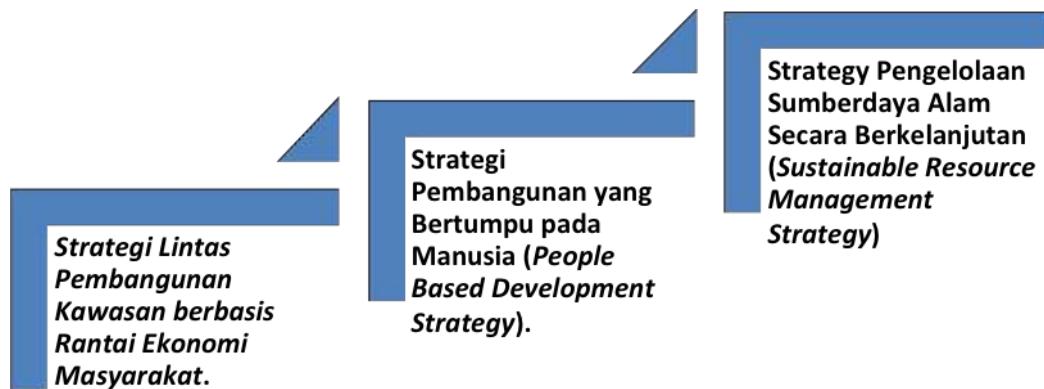 Strategi Lintas
Pembangunan
Kawasan berbasis
Rantai Ekonomi
Masyarakat.
Strategi
Pembangunan yang
Bertumpu pada
Manusia (People
Based Development
Strategy).
Strategy Pengelolaan
Sumberdaya Alam
Secara Berkelanjutan
(Sustainable Resource
Management
Strategy)